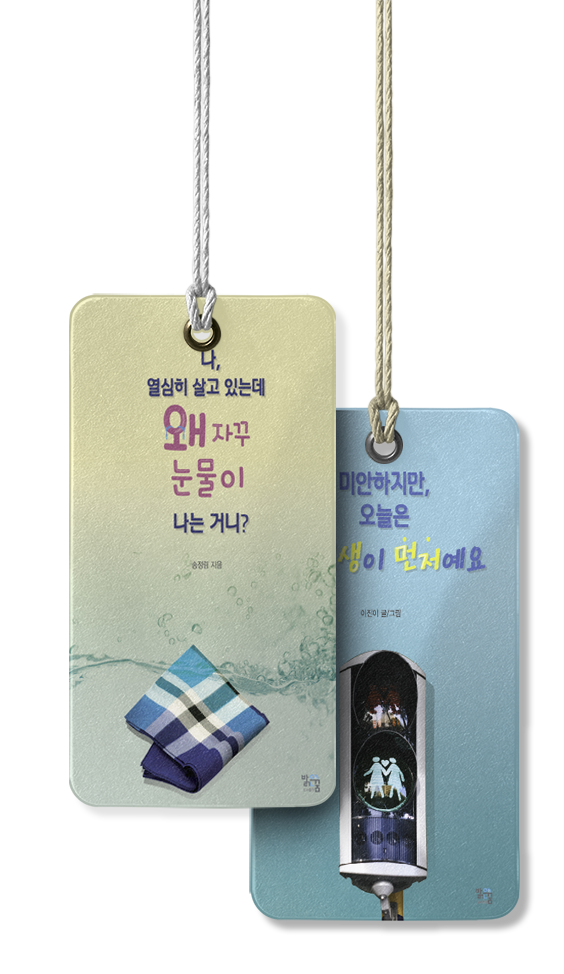 나,
열심히 살고 있는데
왜 자꾸
눈물이
나는 거니?
송정림 지음
미안하지만,
오늘은
생이 먼저예요
이진이 글/그림